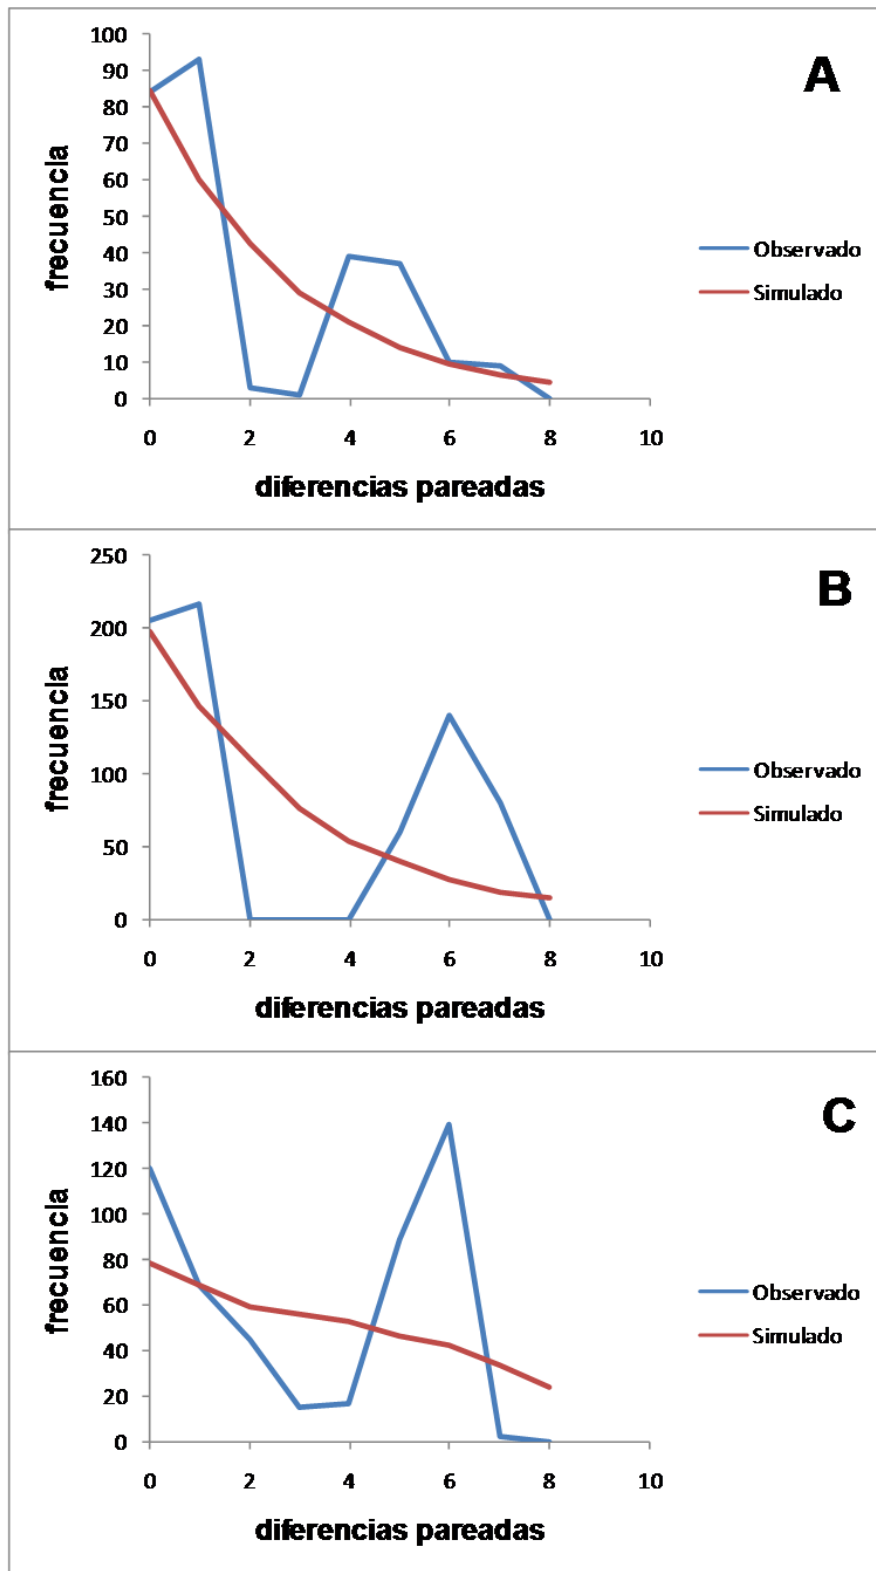 A
100
90
80
70
60
50
40
30
20
10
0
frecuencia
Observado
Simulado
0 2 4 6 8 10
diferencias pareadas
B
250
200
150
100
50
0
frecuencia
Observado
Simulado
0 2 4 6 8 10
diferencias pareadas
C
160
140
120
100
80
60
40
20
0
frecuencia
Observado
Simulado
0 2 4 6 8 10
diferencias pareadas